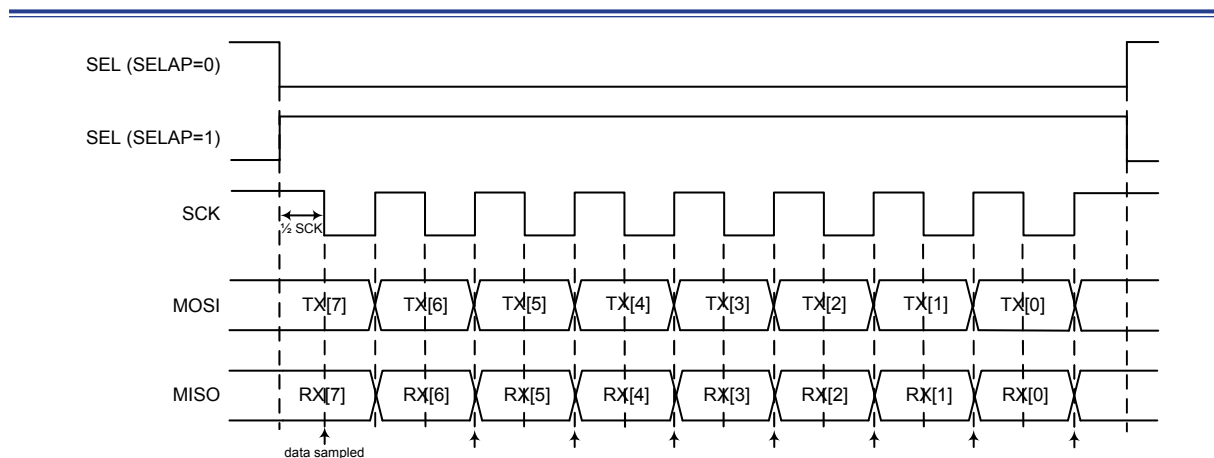 SEL (SELAP=0)
SEL (SELAP=1)
SCK
½ SCK
MOSI
TX[7]
TX[6]
TX[5]
TX[4]
TX[3]
TX[2]
TX[1]
TX[0]
MISO
RX[7]
RX[6]
RX[5]
RX[4]
RX[3]
RX[2]
RX[1]
RX[0]
data sampled